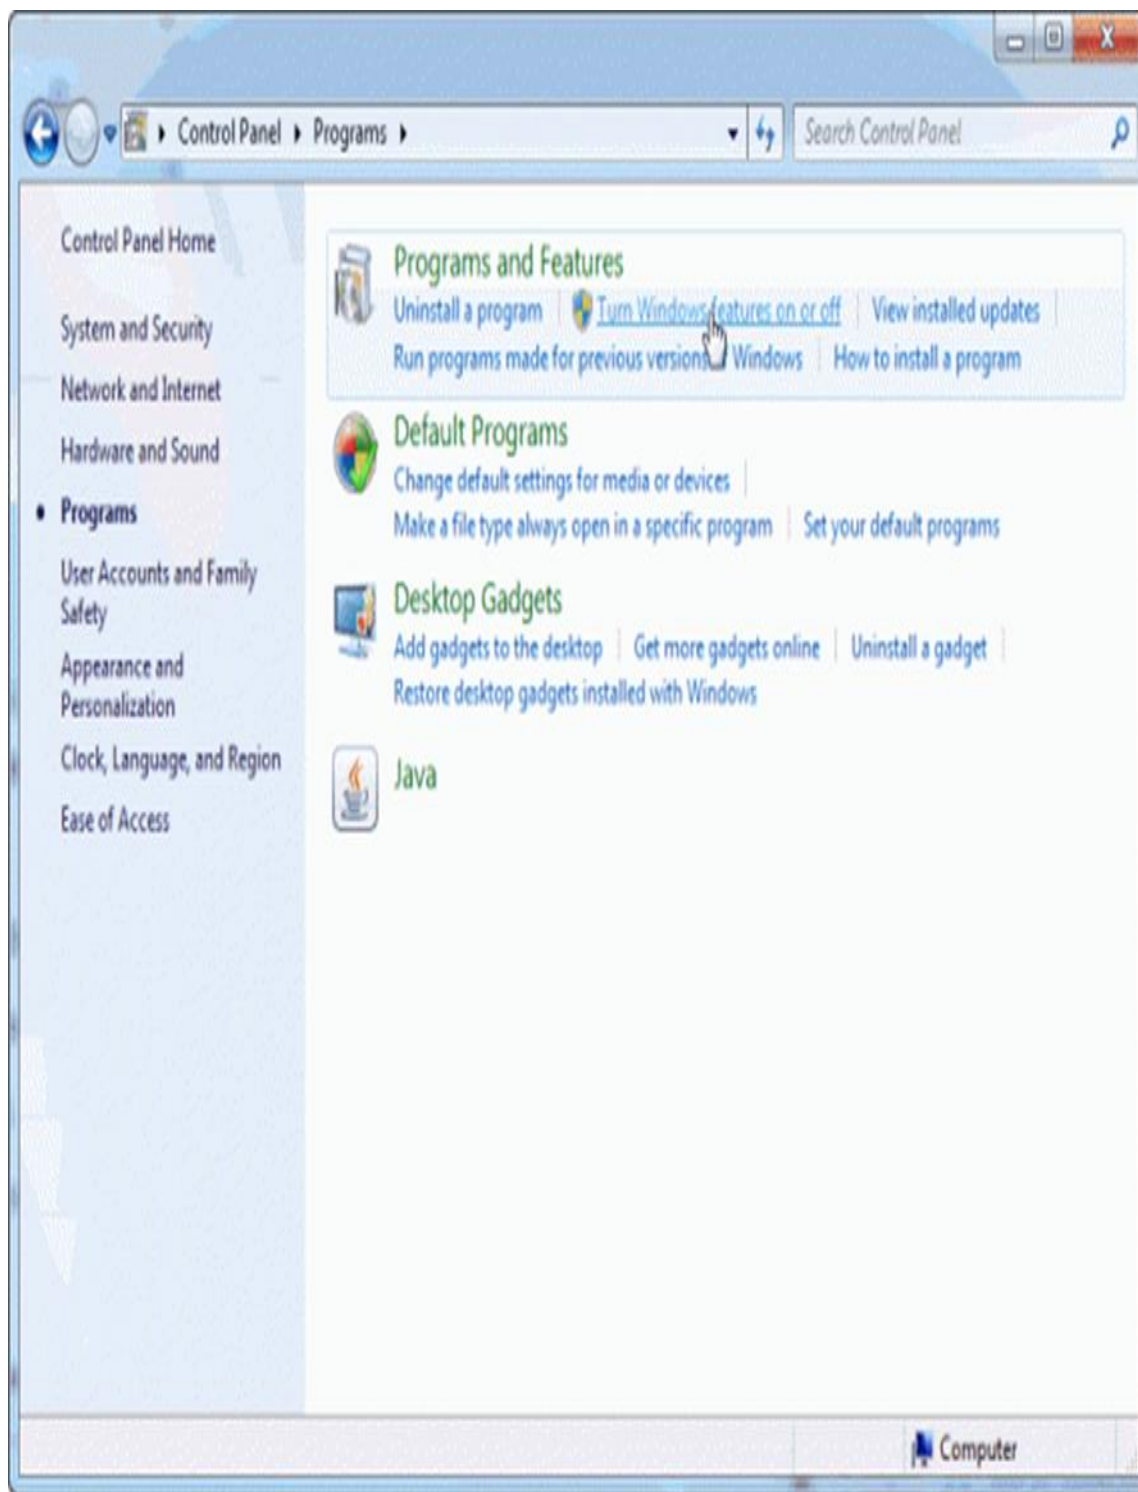 Control Panel Programs
Search Control Panel
Control Panel Home
System and Security
Network and Internet
Hardware and Sound
Programs
User Accounts and Family
Safety
Appearance and
Personalization
Clock, Language, and Region
Ease of Access
Programs and Features
Uninstall a program Turn Windows features on or off View installed updates
Run programs made for previous versions Windows How to install a program
Default Programs
Change default settings for media or devices
Make a file type always open in a specific program Set your default programs
Desktop Gadgets
Add gadgets to the desktop Get more gadgets online Uninstall a gadget
Restore desktop gadgets installed with Windows
Java
Computer